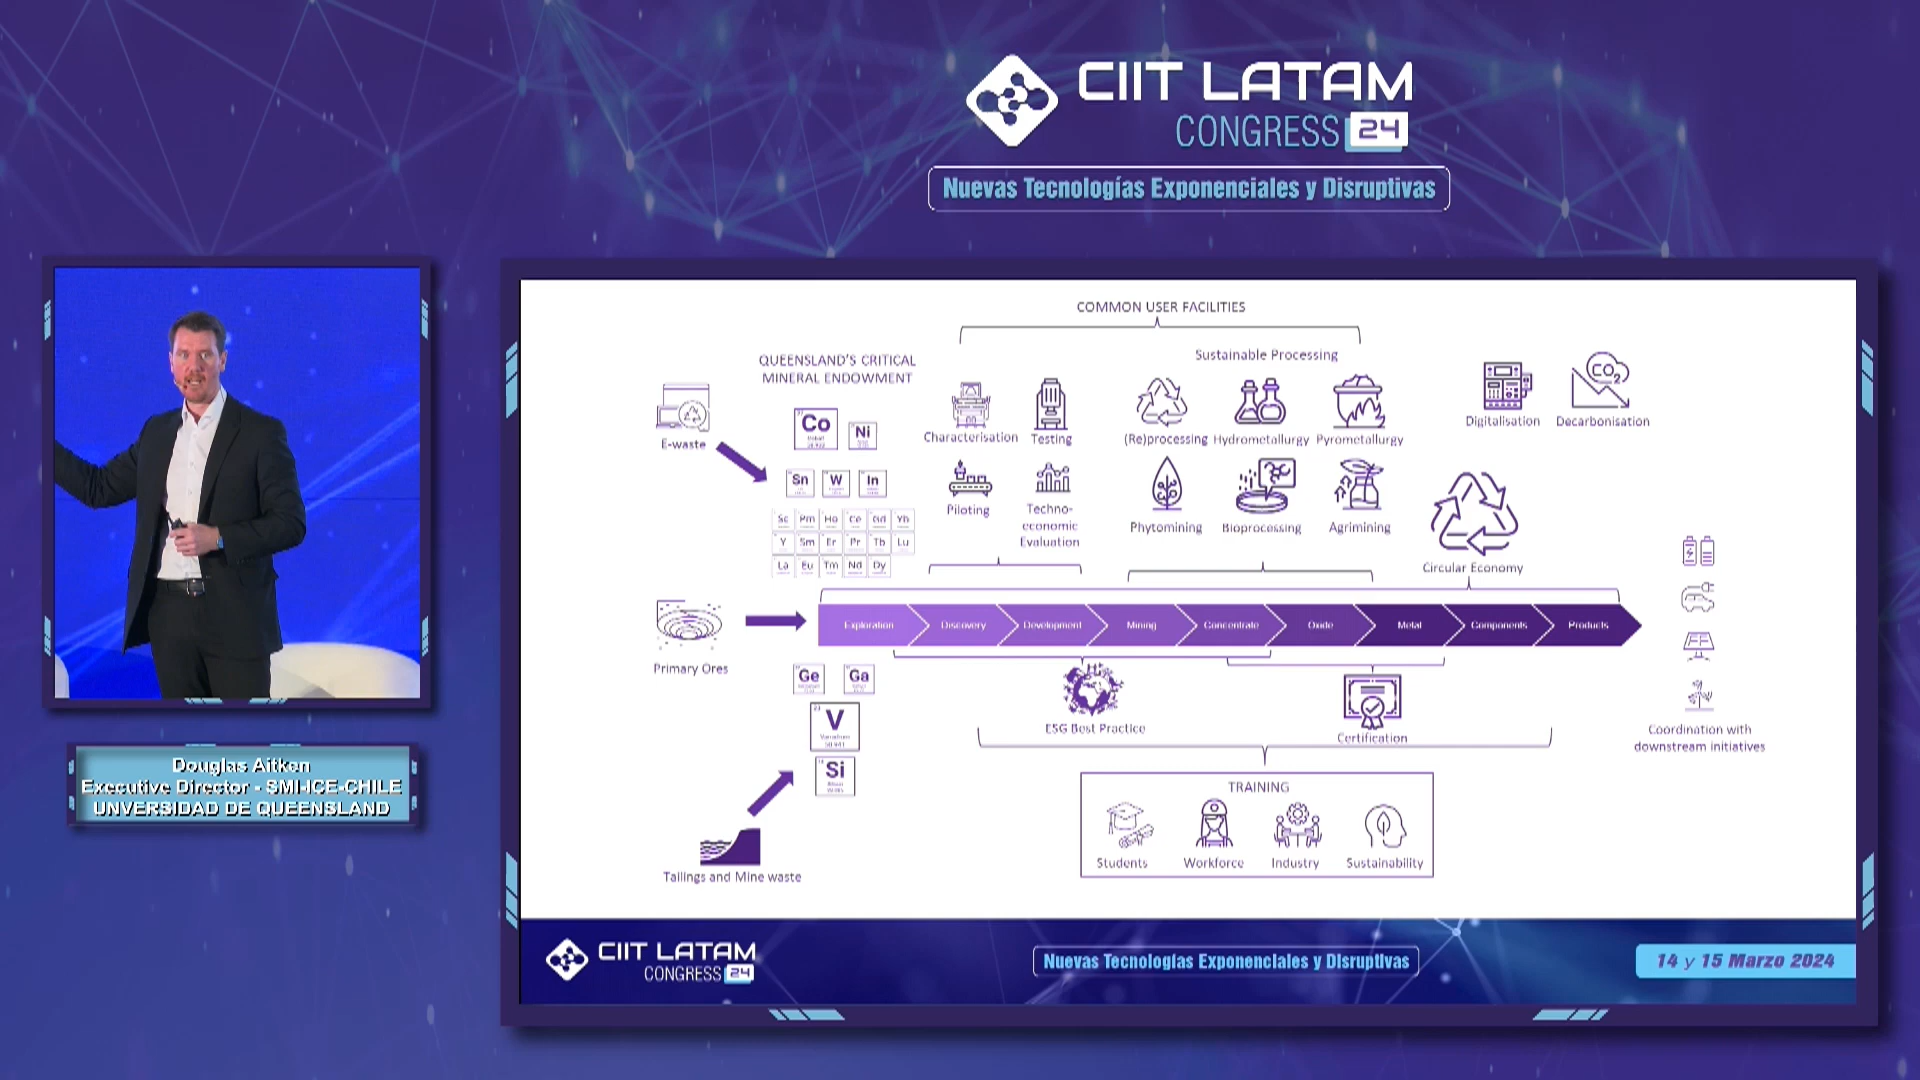 CIIT LATAM
CONGRESS 24
Nuevas Tecnologías Exponenciales y Disruptivas
Douglas Aitken
Executive Director - SMI-ICE-CHILE
UNVERSIDAD DE QUEENSLAND
COMMON USER FACILITIES
Sustainable Processing
QUEENSLAND'S CRITICAL
MINERAL ENDOWMENT
E-waste
Co
Ni
Sn W In
Sc Pm Ho Ce Gd Yb
Y Sm Er Pr Tb Lu
La Eu Tm Nd Dy
Characterisation
Testing
Piloting
Techno-
economic
Evaluation
(Re)processing
Hydrometallurgy
Pyrometallurgy
Phytomining
Bioprocessing
Agrimining
Digitalisation
CO2
Decarbonisation
Circular Economy
Primary Ores
Exploration
Discovery
Development
Mining
Concentrate
Oxide
Metal
Components
Products
Ge
Ga
V
Vanadium
Si
Tailings and Mine waste
ESG Best Practice
Certification
TRAINING
Students
Workforce
Industry
Sustainability
Coordination with
downstream initiatives
CIIT LATAM
CONGRESS 24
Nuevas Tecnologías Exponenciales y Disruptivas
14 y 15 Marzo 2024